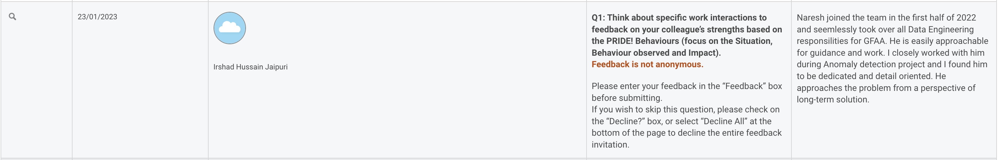 23/01/2023
Irshad Hussain Jaipuri
Q1: Think about specific work interactions to
feedback on your colleague’s strengths based on
the PRIDE! Behaviours (focus on the Situation,
Behaviour observed and Impact).
Feedback is not anonymous.
Please enter your feedback in the “Feedback” box
before submitting.
If you wish to skip this question, please check on
the “Decline?” box, or select “Decline All” at the
bottom of the page to decline the entire feedback
invitation.
Naresh joined the team in the first half of 2022
and seemlessly took over all Data Engineering
responsilities for GFAA. He is easily approachable
for guidance and work. I closely worked with him
during Anomaly detection project and I found him
to be dedicated and detail oriented. He
approaches the problem from a perspective of
long-term solution.